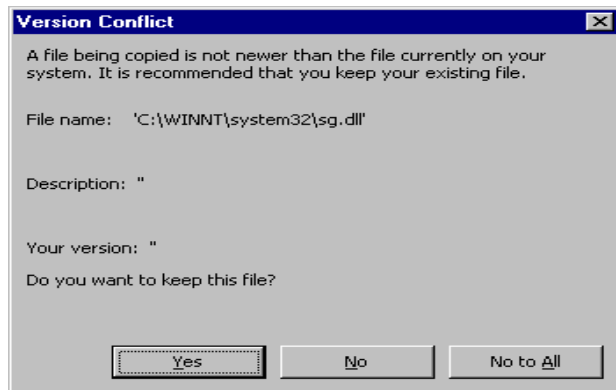 Version Conflict
A file being copied is not newer than the file currently on your
system. It is recommended that you keep your existing file.
File name: 'C:\WINNT\system32\sg.dll'
Description: ''
Your version: ''
Do you want to keep this file?
Yes No No to All